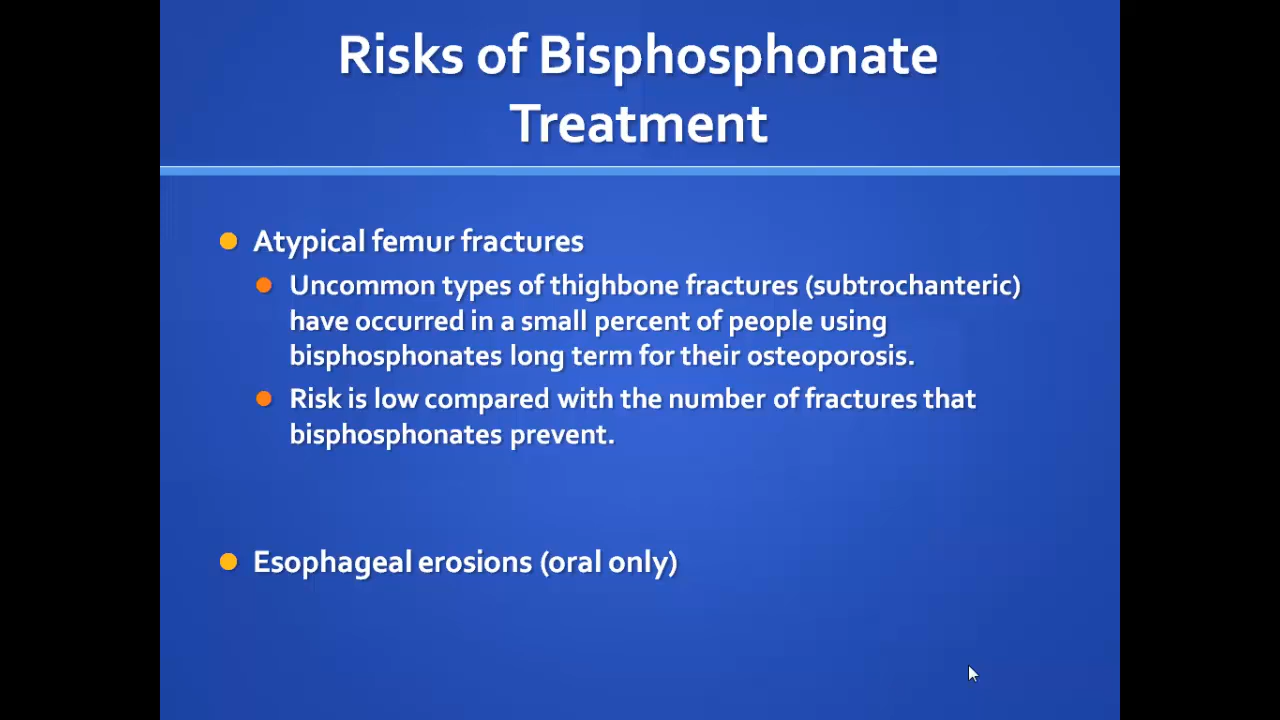 Risks of Bisphosphonate
Treatment
Atypical femur fractures
Uncommon types of thighbone fractures (subtrochanteric)
have occurred in a small percent of people using
bisphosphonates long term for their osteoporosis.
Risk is low compared with the number of fractures that
bisphosphonates prevent.
Esophageal erosions (oral only)